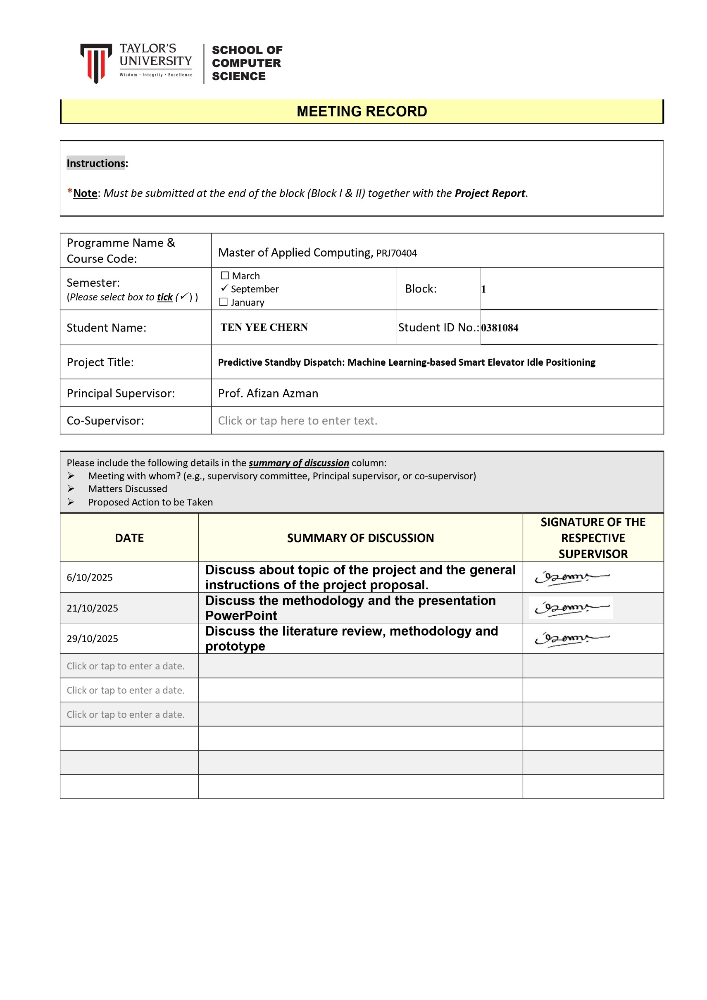 TAYLOR'S
UNIVERSITY
Wisdom · Integrity · Excellence
SCHOOL OF
COMPUTER
SCIENCE
MEETING RECORD
Instructions:
*Note: Must be submitted at the end of the block (Block I & II) together with the Project Report.
Programme Name &
Course Code:
Master of Applied Computing, PRJ70404
Semester:
(Please select box to tick (✓) )
☐ March
✓ September
☐ January
Block:
1
Student Name:
TEN YEE CHERN
Student ID No.:
0381084
Project Title:
Predictive Standby Dispatch: Machine Learning-based Smart Elevator Idle Positioning
Principal Supervisor:
Prof. Afizan Azman
Co-Supervisor:
Click or tap here to enter text.
Please include the following details in the summary of discussion column:
➢ Meeting with whom? (e.g., supervisory committee, Principal supervisor, or co-supervisor)
➢ Matters Discussed
➢ Proposed Action to be Taken
DATE
SUMMARY OF DISCUSSION
SIGNATURE OF THE
RESPECTIVE
SUPERVISOR
6/10/2025
Discuss about topic of the project and the general
instructions of the project proposal.
21/10/2025
Discuss the methodology and the presentation
PowerPoint
29/10/2025
Discuss the literature review, methodology and
prototype
Click or tap to enter a date.
Click or tap to enter a date.
Click or tap to enter a date.